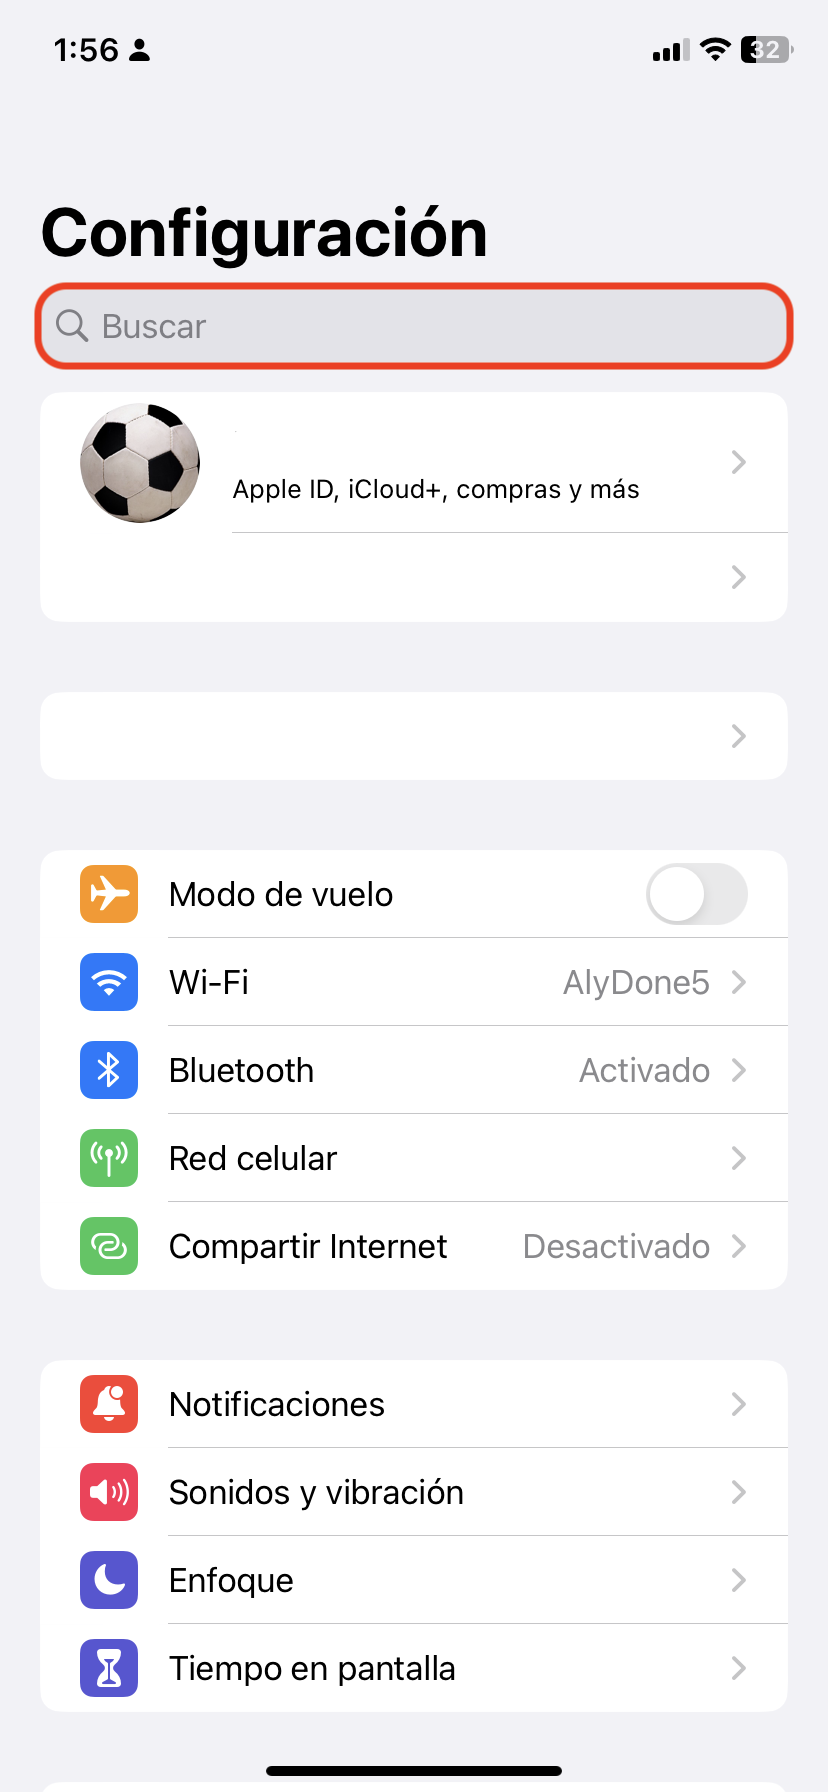 1:56
32
Configuración
Buscar
Apple ID, iCloud+, compras y más
Modo de vuelo
Wi-Fi AlyDone5
Bluetooth Activado
Red celular
Compartir Internet Desactivado
Notificaciones
Sonidos y vibración
Enfoque
Tiempo en pantalla